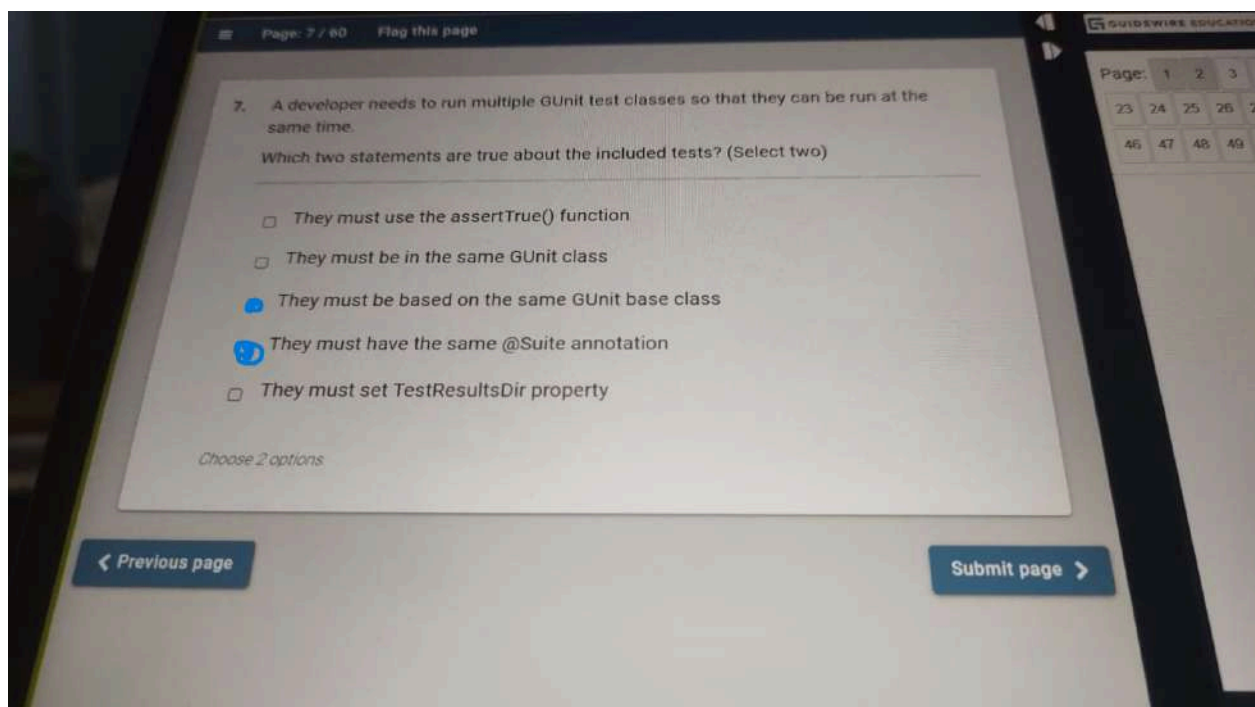 Page: 7 / 60 Flag this page
GUIDEWIRE EDUCATIO
Page: 1 2 3
23 24 25 26 2
46 47 48 49
7. A developer needs to run multiple GUnit test classes so that they can be run at the
same time.
Which two statements are true about the included tests? (Select two)
They must use the assertTrue() function
They must be in the same GUnit class
They must be based on the same GUnit base class
They must have the same @Suite annotation
They must set TestResultsDir property
Choose 2 options
Previous page
Submit page